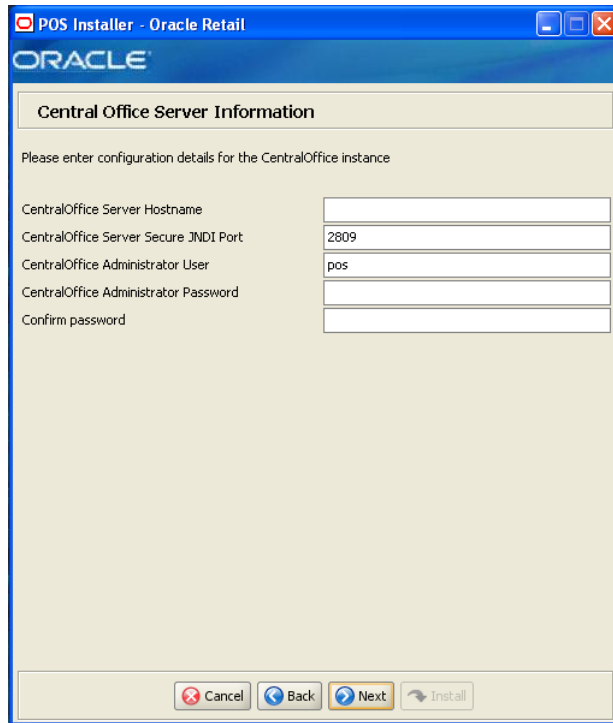 POS Installer - Oracle Retail
ORACLE
Central Office Server Information
Please enter configuration details for the CentralOffice instance
CentralOffice Server Hostname
CentralOffice Server Secure JNDI Port 2809
CentralOffice Administrator User pos
CentralOffice Administrator Password
Confirm password
Cancel Back Next Install